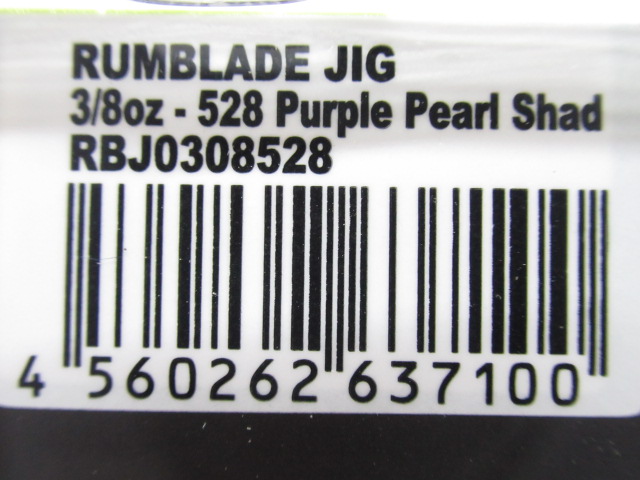 RUMBLADE JIG
3/8oz - 528 Purple Pearl Shad
RBJ0308528
4 560262 637100